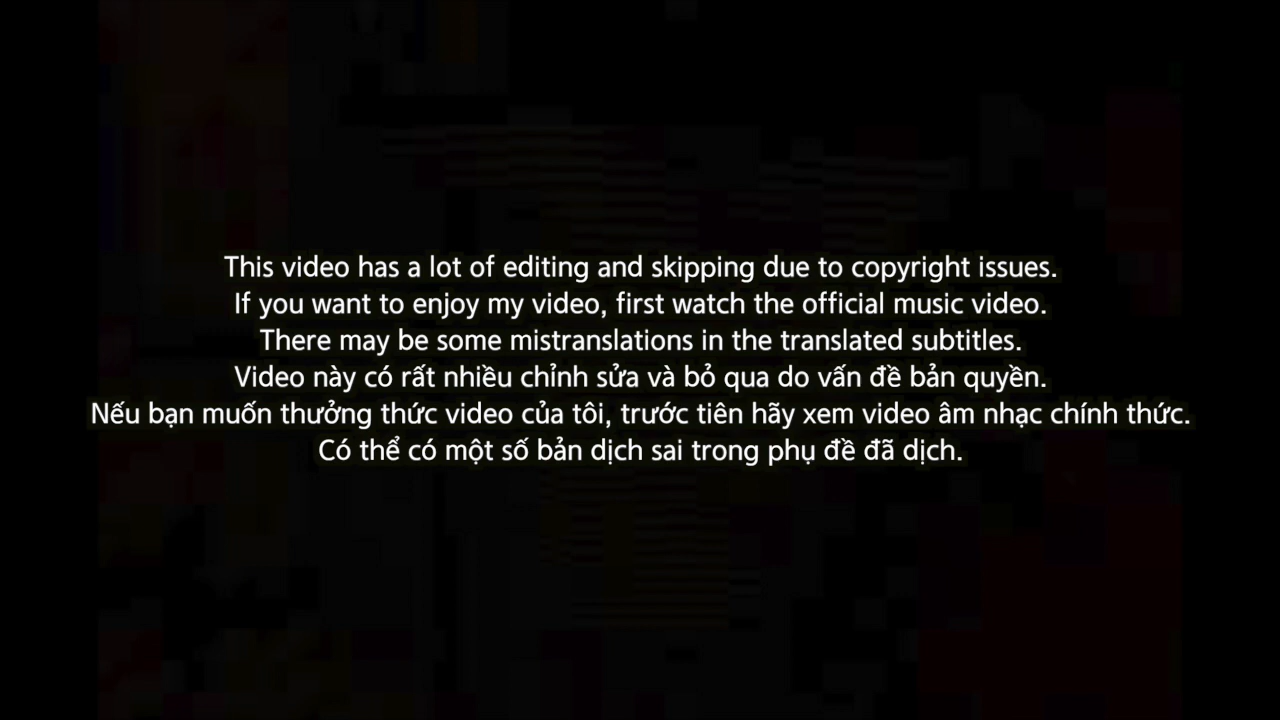 This video has a lot of editing and skipping due to copyright issues.
If you want to enjoy my video, first watch the official music video.
There may be some mistranslations in the translated subtitles.
Video này có rất nhiều chỉnh sửa và bỏ qua do vấn đề bản quyền.
Nếu bạn muốn thưởng thức video của tôi, trước tiên hãy xem video âm nhạc chính thức.
Có thể có một số bản dịch sai trong phụ đề đã dịch.